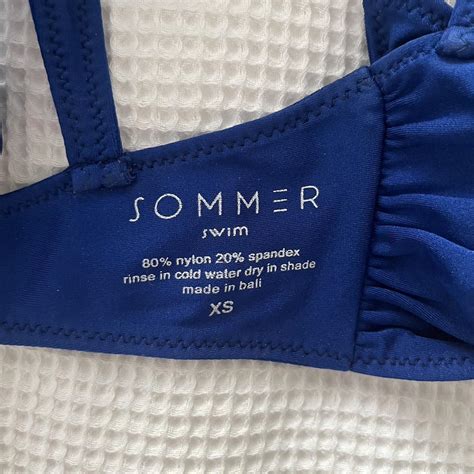 SOMMER
swim
80% nylon 20% spandex
rinse in cold water dry in shade
made in bali
XS